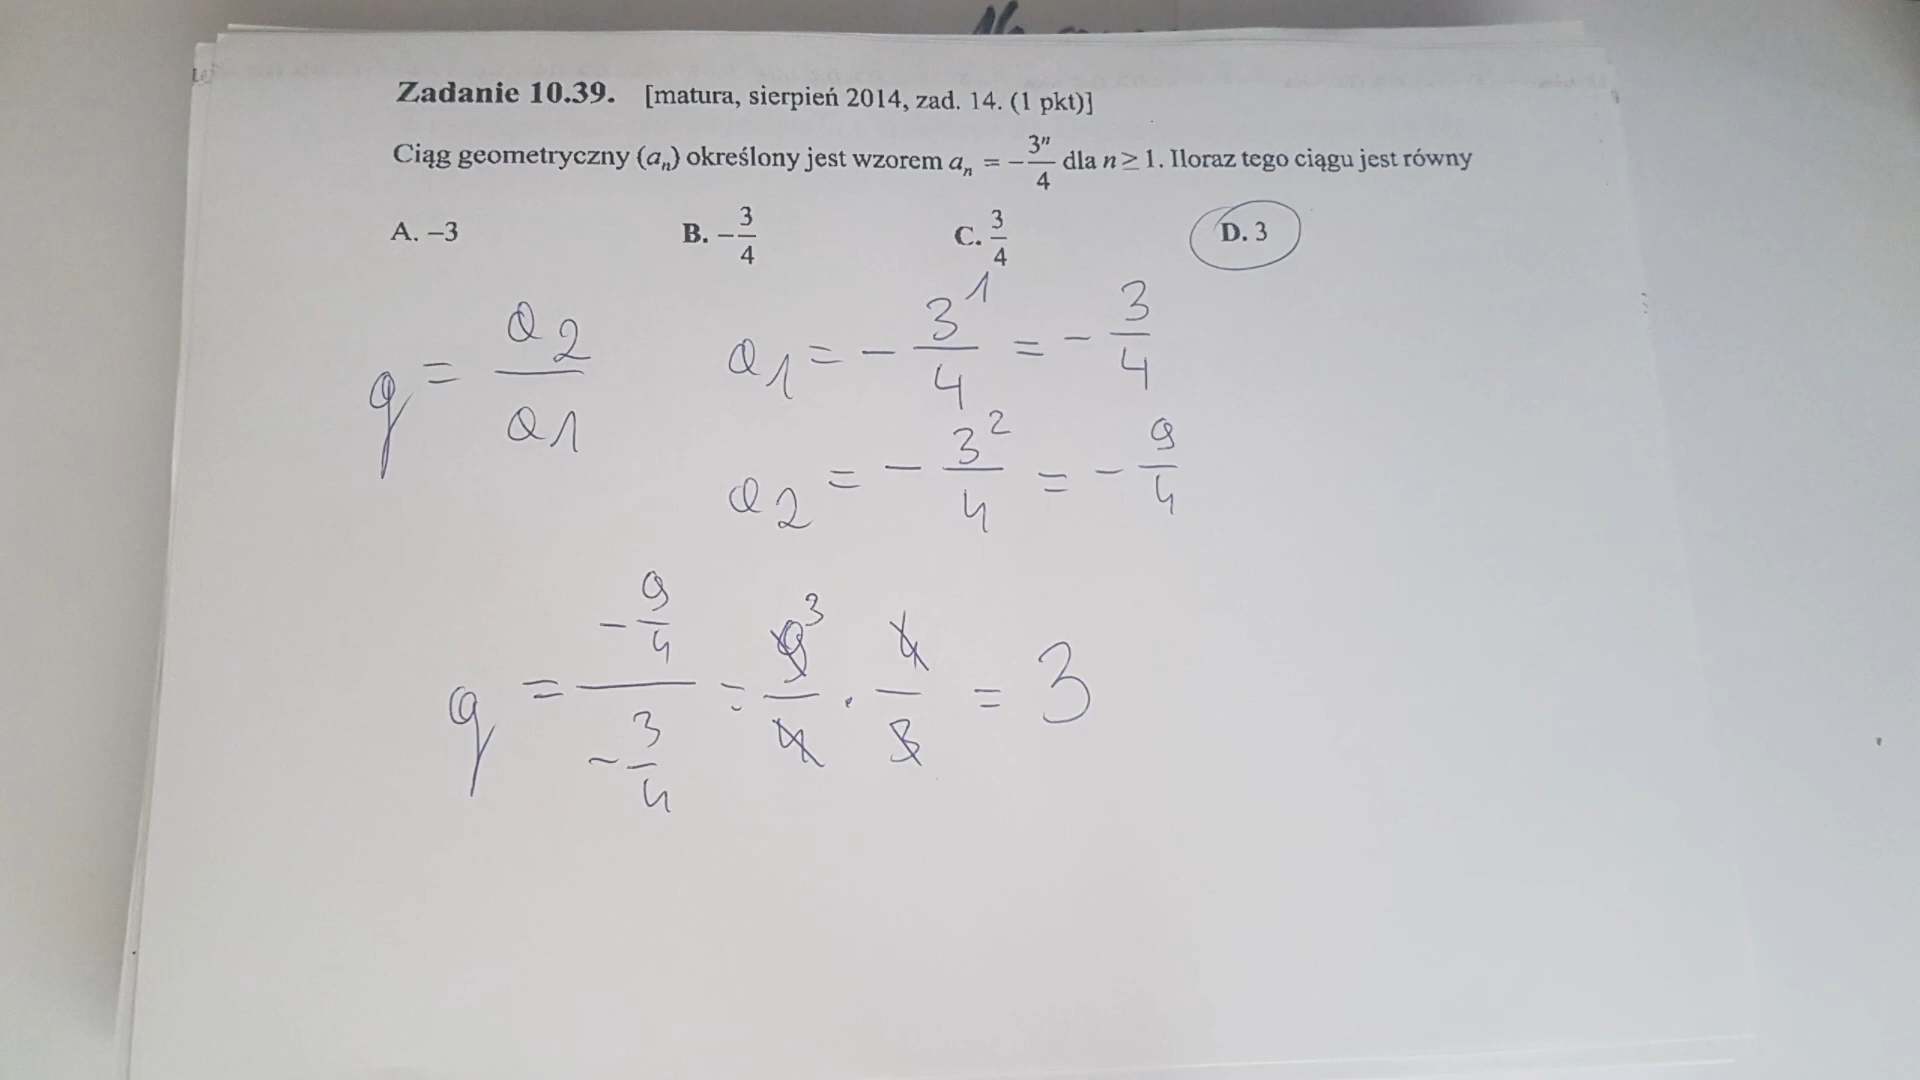 Zadanie 10.39. [matura, sierpień 2014, zad. 14. (1 pkt)]
Ciąg geometryczny (aₙ) określony jest wzorem aₙ = -3ⁿ/4 dla n ≥ 1. Iloraz tego ciągu jest równy
A. –3 B. -3/4 C. 3/4 D. 3
q = a2/a1 a1 = -3¹/4 = -3/4
a2 = -3²/4 = -9/4
q = (-9/4)/(-3/4) = 9³/4 · 4/3 = 3